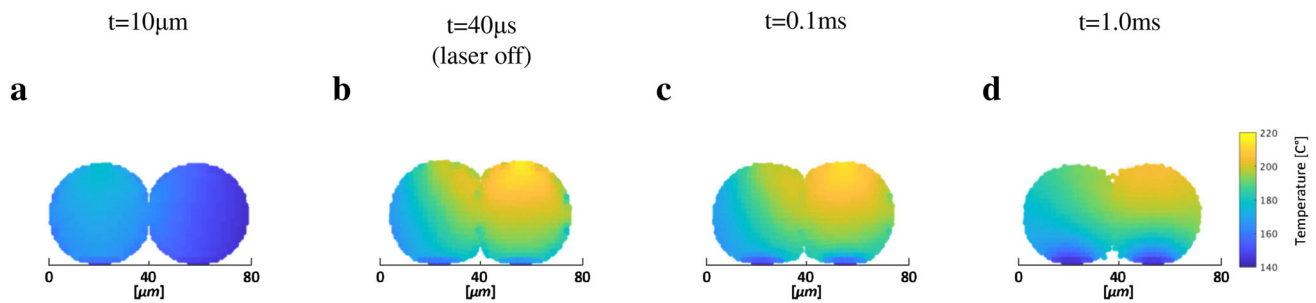 t=10μm
t=40μs
(laser off)
t=0.1ms
t=1.0ms
a
b
c
d
0
40
80
[μm]
0
40
80
[μm]
0
40
80
[μm]
0
40
80
[μm]
220
200
180
160
140
Temperature [C°]